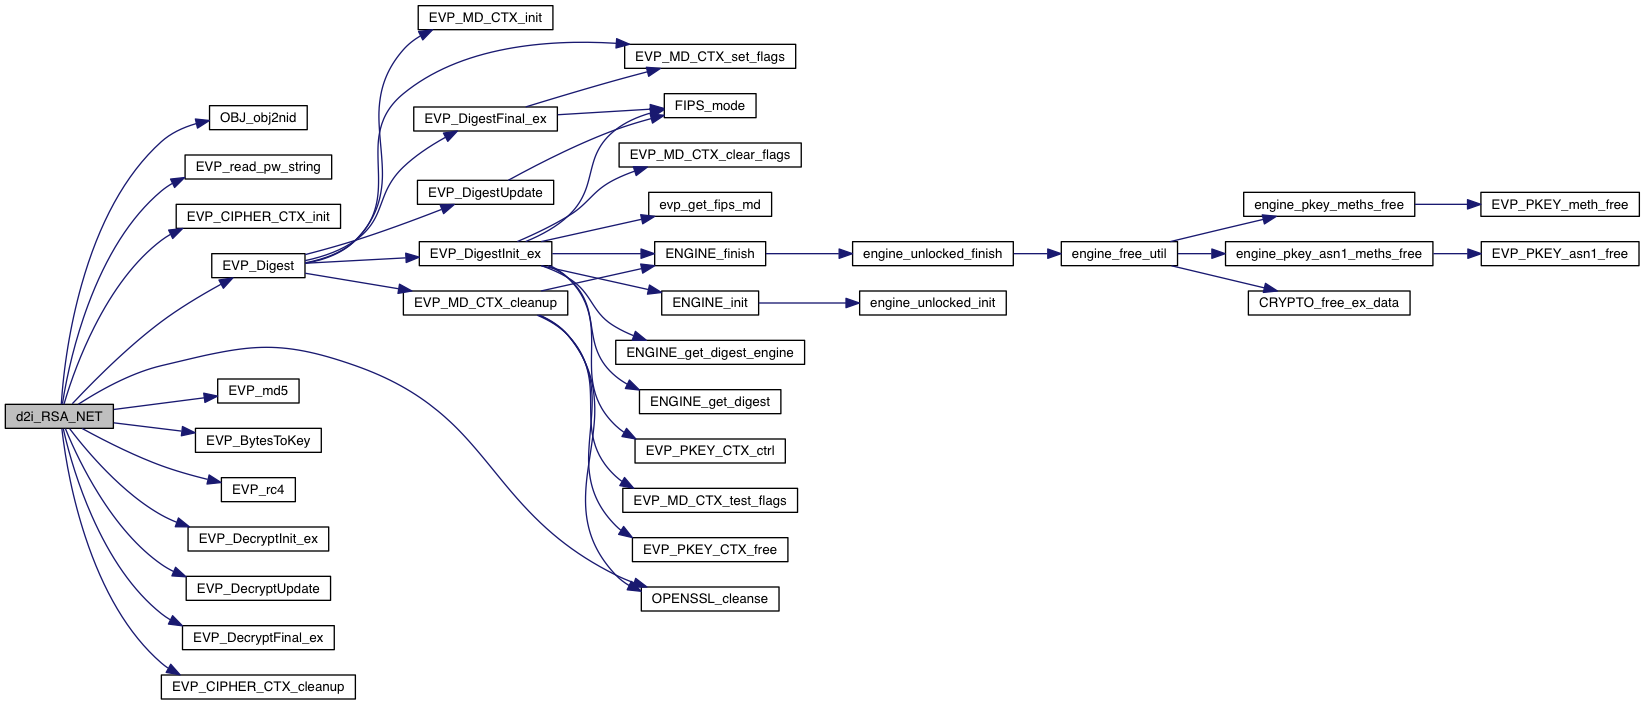 d2i_RSA_NET
OBJ_obj2nid
EVP_read_pw_string
EVP_CIPHER_CTX_init
EVP_Digest
EVP_md5
EVP_BytesToKey
EVP_rc4
EVP_DecryptInit_ex
EVP_DecryptUpdate
EVP_DecryptFinal_ex
EVP_CIPHER_CTX_cleanup
EVP_MD_CTX_init
EVP_DigestFinal_ex
EVP_DigestUpdate
EVP_DigestInit_ex
EVP_MD_CTX_cleanup
EVP_MD_CTX_set_flags
FIPS_mode
EVP_MD_CTX_clear_flags
evp_get_fips_md
ENGINE_finish
ENGINE_init
ENGINE_get_digest_engine
ENGINE_get_digest
EVP_PKEY_CTX_ctrl
EVP_MD_CTX_test_flags
EVP_PKEY_CTX_free
OPENSSL_cleanse
engine_unlocked_finish
engine_unlocked_init
engine_free_util
engine_pkey_meths_free
engine_pkey_asn1_meths_free
CRYPTO_free_ex_data
EVP_PKEY_meth_free
EVP_PKEY_asn1_free